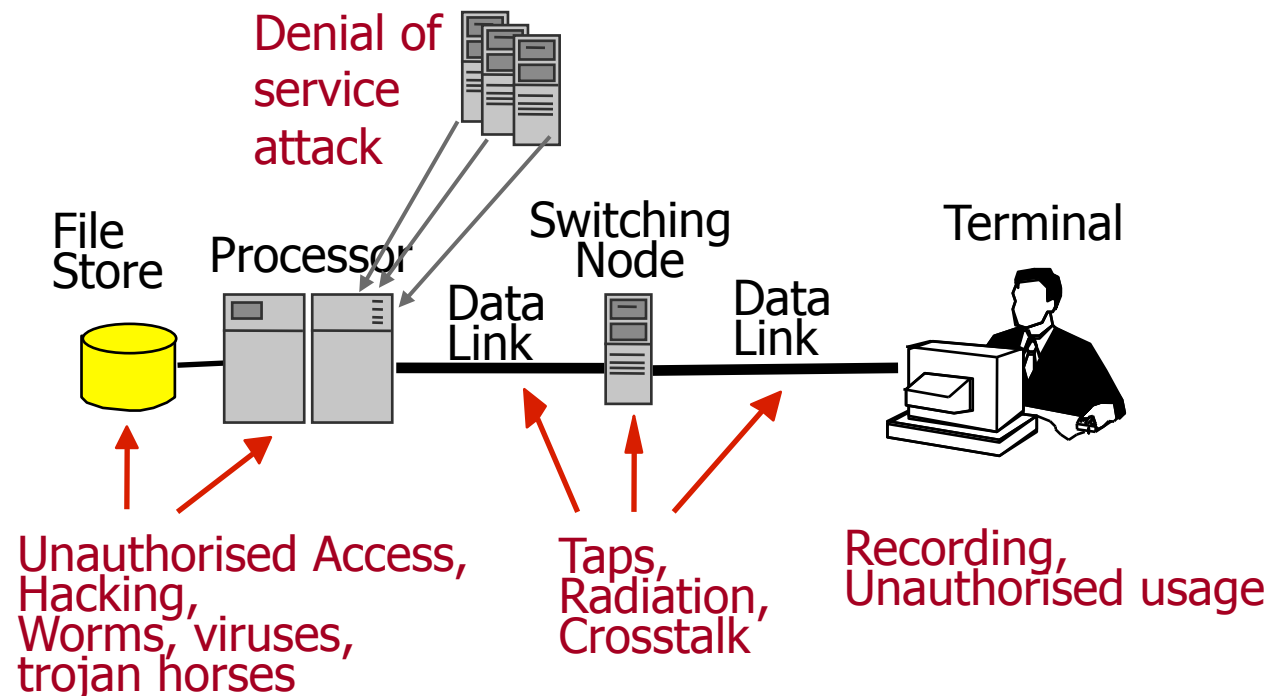 Denial of
service
attack
File
Store
Processor
Data
Link
Switching
Node
Data
Link
Terminal
Unauthorised Access,
Hacking,
Worms, viruses,
trojan horses
Taps,
Radiation,
Crosstalk
Recording,
Unauthorised usage